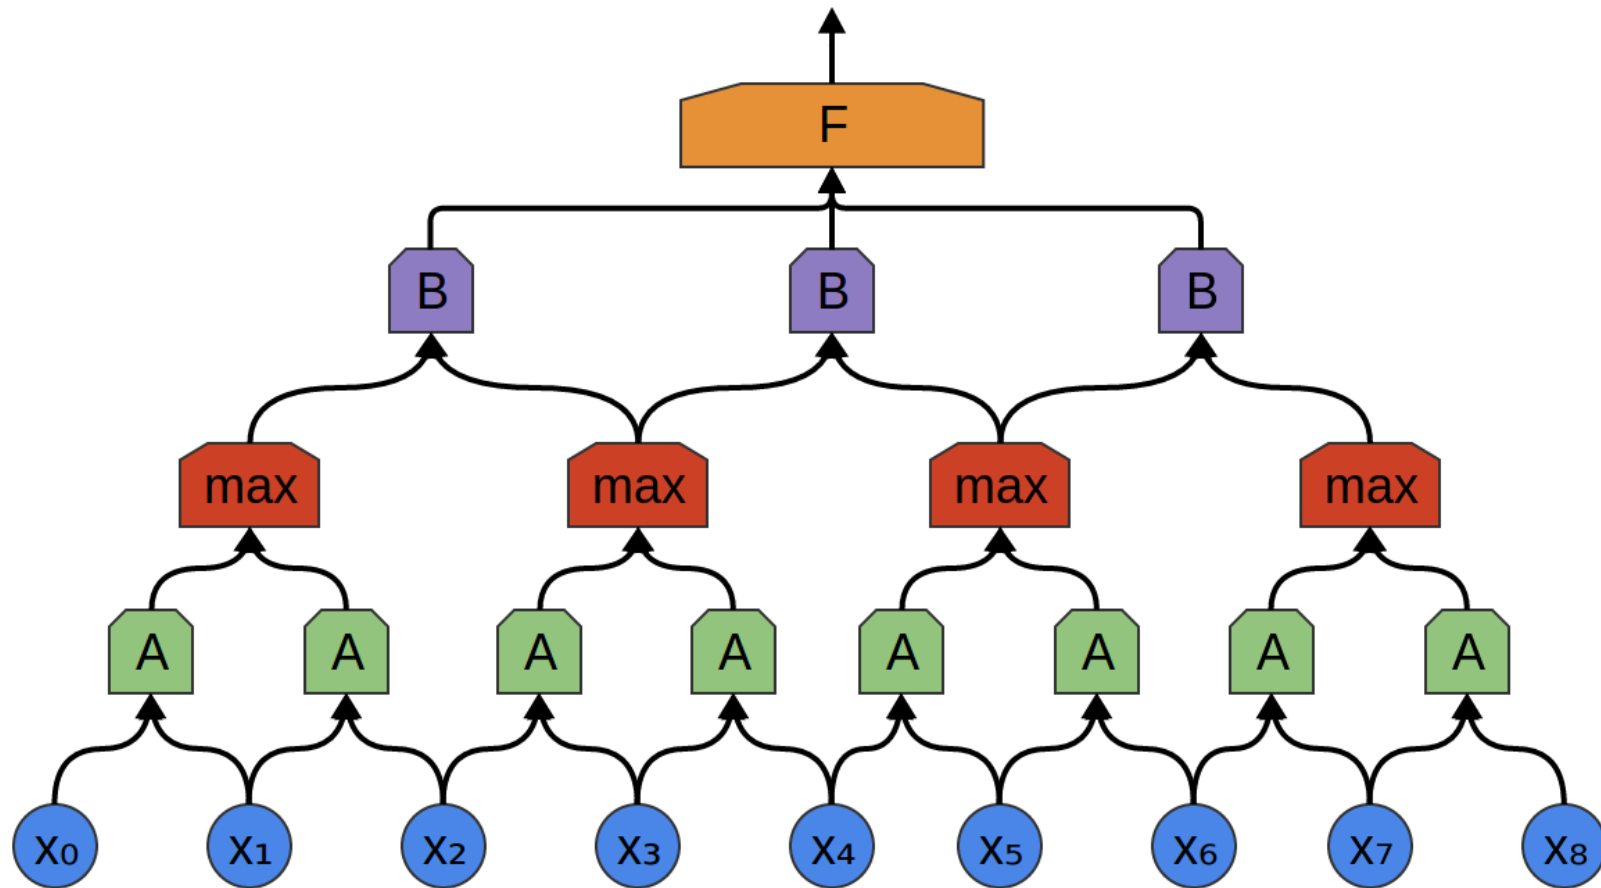 F
B B B
max max max max
A A A A A A A A
x₀ x₁ x₂ x₃ x₄ x₅ x₆ x₇ x₈